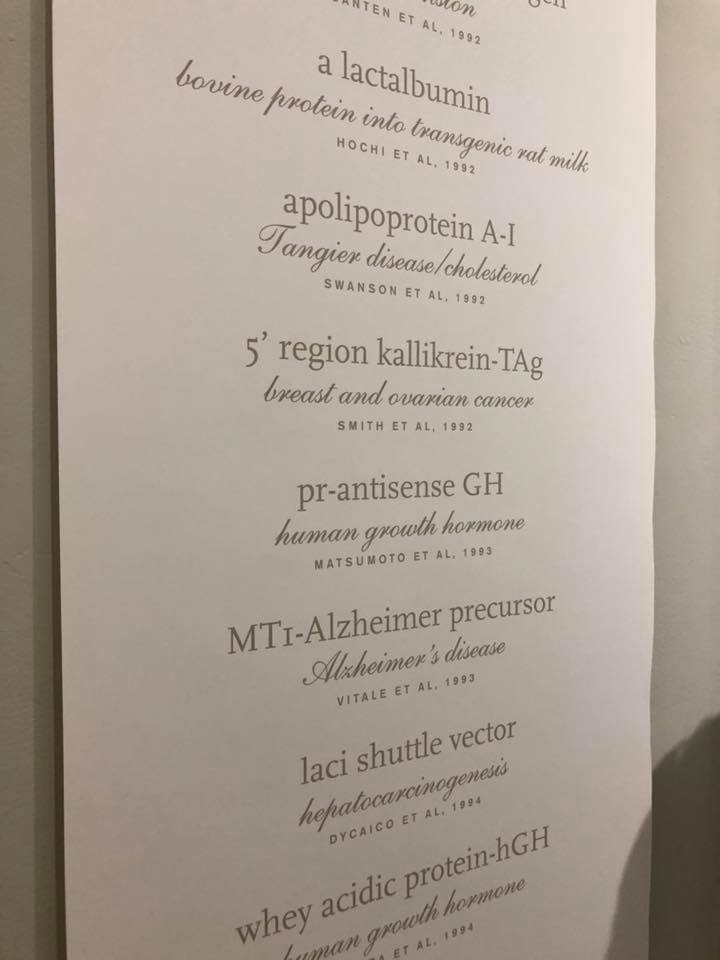 ET AL, 1992
a lactalbumin
bovine protein into transgenic rat milk
HOCHI ET AL, 1992
apolipoprotein A-I
Tangier disease/cholesterol
SWANSON ET AL, 1992
5’ region kallikrein-TAg
breast and ovarian cancer
SMITH ET AL, 1992
pr-antisense GH
human growth hormone
MATSUMOTO ET AL, 1993
MT1-Alzheimer precursor
Alzheimer’s disease
VITALE ET AL, 1993
laci shuttle vector
hepatocarcinogenesis
DYCAICO ET AL, 1994
whey acidic protein-hGH
human growth hormone
ET AL, 1994